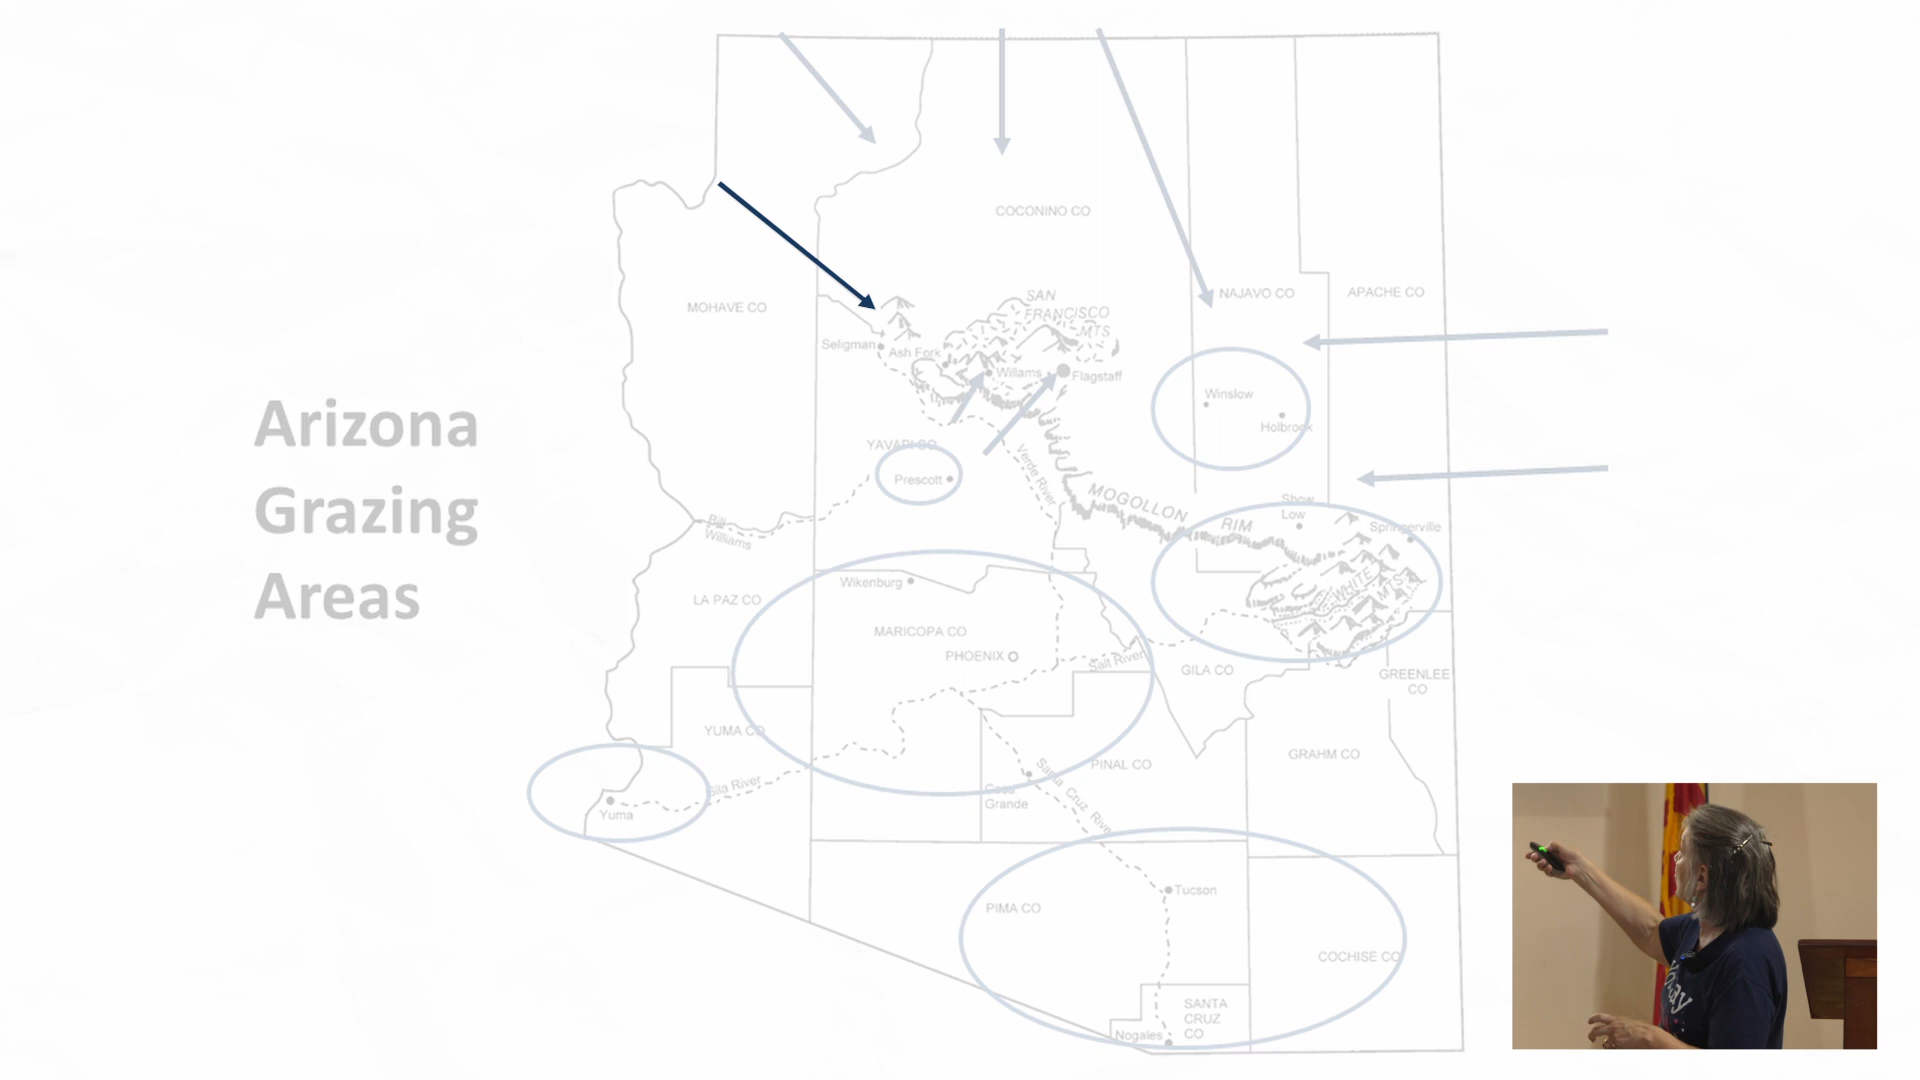 Arizona
Grazing
Areas
COCONINO CO
MOHAVE CO
NAJAVO CO
APACHE CO
SAN
FRANCISCO
MTS
Seligman
Ash Fork
Willams
Flagstaff
Winslow
Holbrook
YAVAPI CO
Prescott
Verde River
MOGOLLON
RIM
Show
Low
Springerville
Bill
Williams
WHITE
MTS
Wikenburg
LA PAZ CO
MARICOPA CO
PHOENIX
Salt River
GILA CO
GREENLEE
CO
YUMA CO
GRAHM CO
PINAL CO
Gila River
Santa Cruz River
Casa
Grande
Yuma
Tucson
PIMA CO
COCHISE CO
SANTA
CRUZ
CO
Nogales